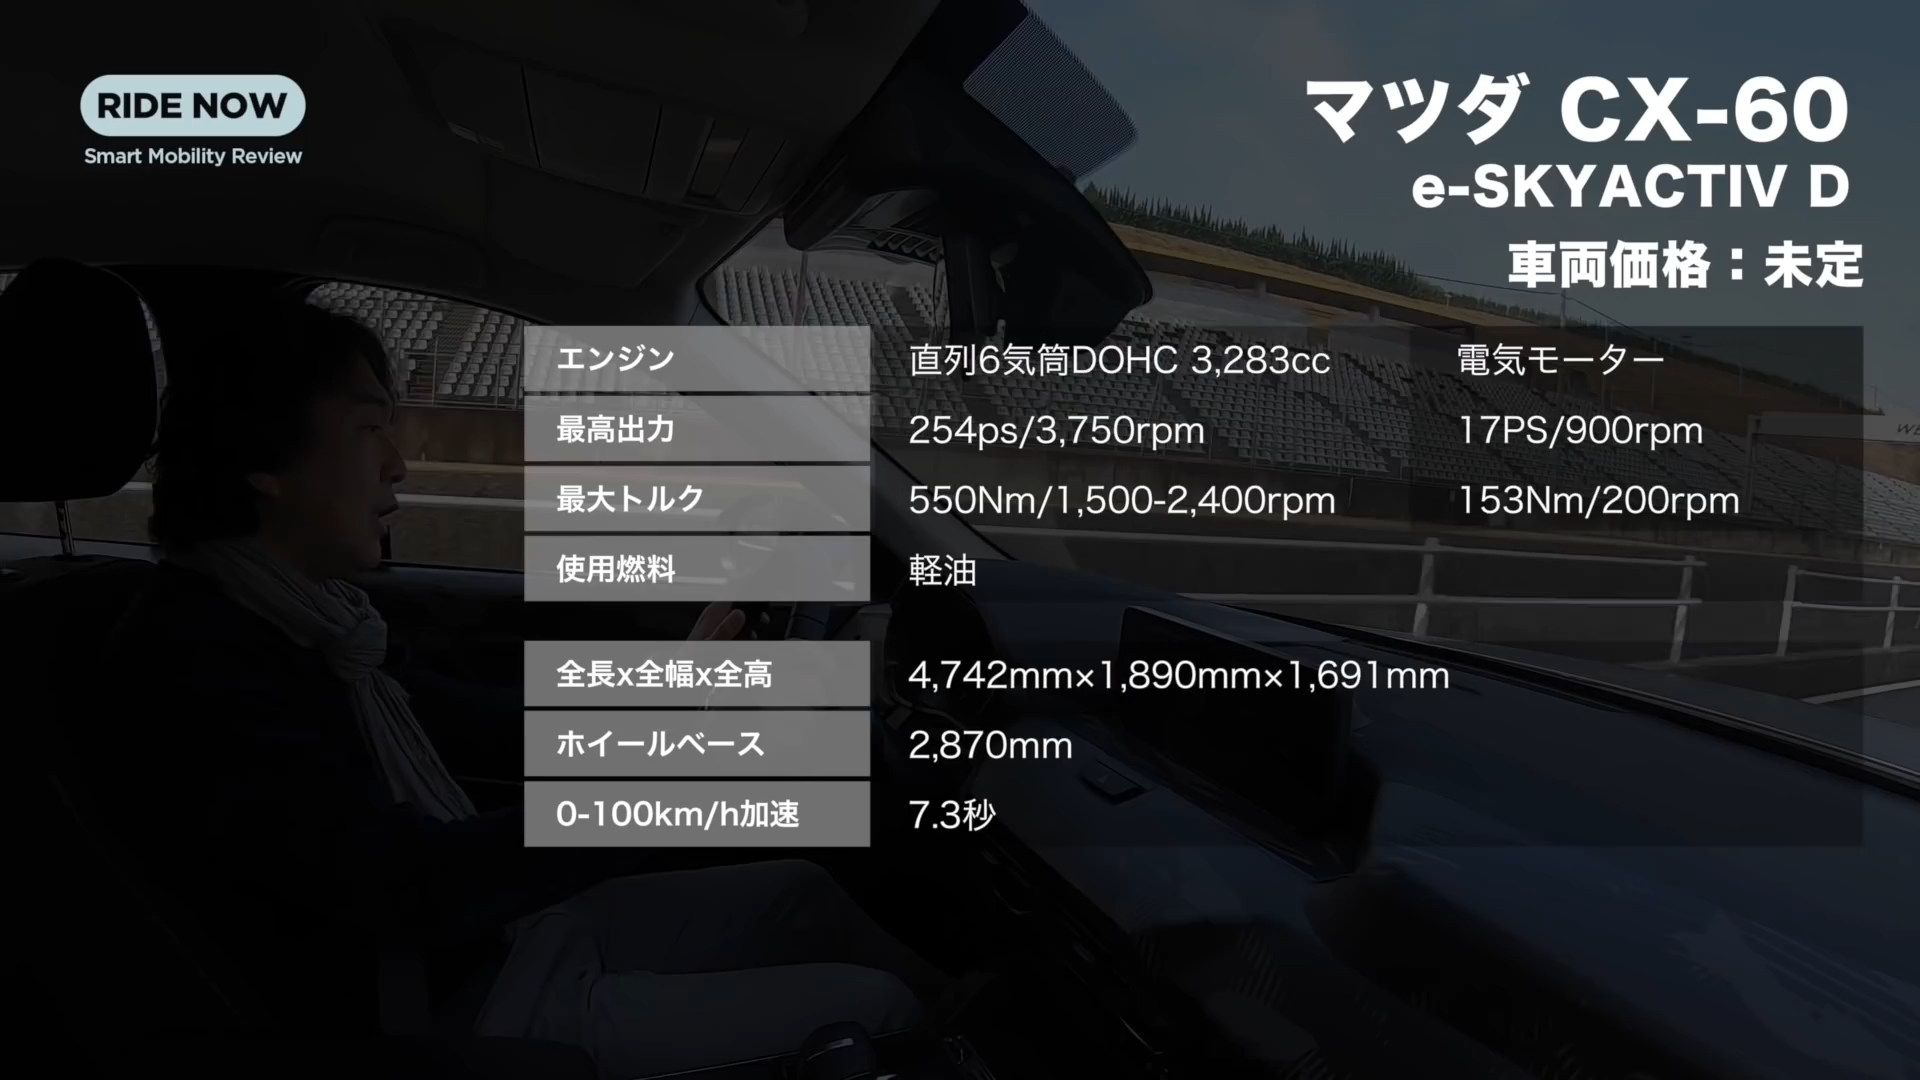 RIDE NOW
Smart Mobility Review
マツダ CX-60
e-SKYACTIV D
車両価格：未定
エンジン 直列6気筒DOHC 3,283cc 電気モーター
最高出力 254ps/3,750rpm 17PS/900rpm
最大トルク 550Nm/1,500-2,400rpm 153Nm/200rpm
使用燃料 軽油
全長x全幅x全高 4,742mm×1,890mm×1,691mm
ホイールベース 2,870mm
0-100km/h加速 7.3秒